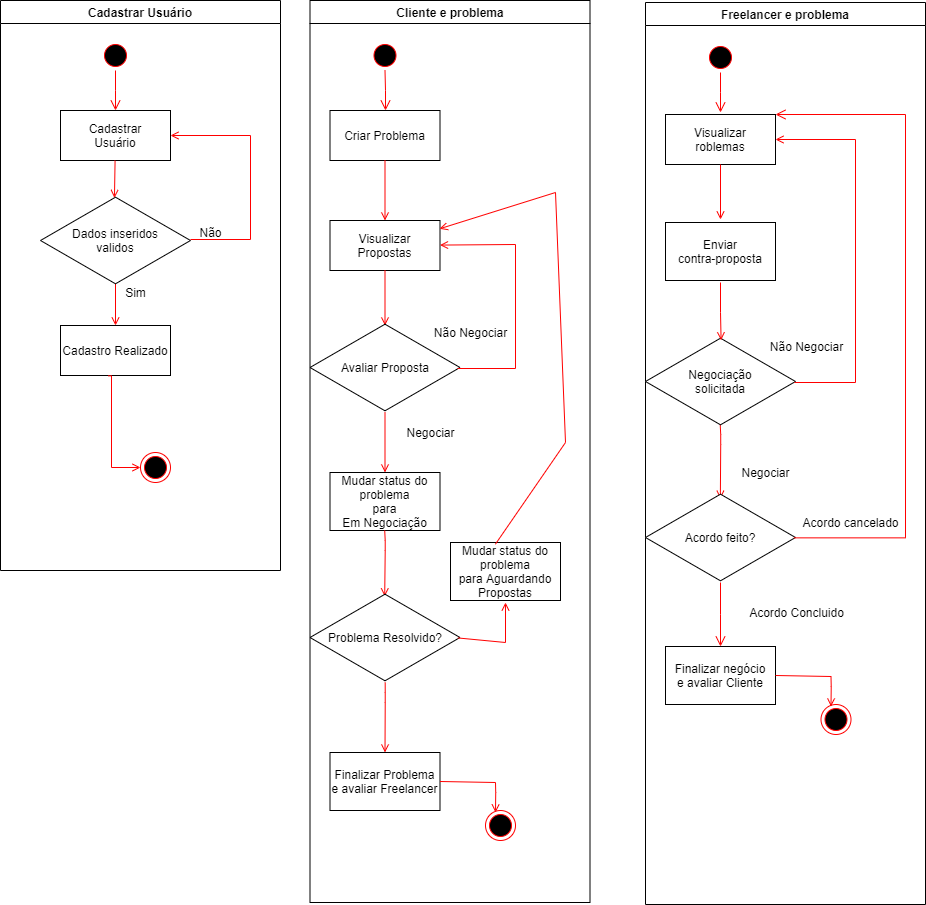 Cadastrar Usuário
Cadastrar
Usuário
Dados inseridos
validos
Não
Sim
Cadastro Realizado
Cliente e problema
Criar Problema
Visualizar
Propostas
Não Negociar
Avaliar Proposta
Negociar
Mudar status do
problema
para
Em Negociação
Mudar status do
problema
para Aguardando
Propostas
Problema Resolvido?
Finalizar Problema
e avaliar Freelancer
Freelancer e problema
Visualizar
roblemas
Enviar
contra-proposta
Não Negociar
Negociação
solicitada
Negociar
Acordo cancelado
Acordo feito?
Acordo Concluido
Finalizar negócio
e avaliar Cliente